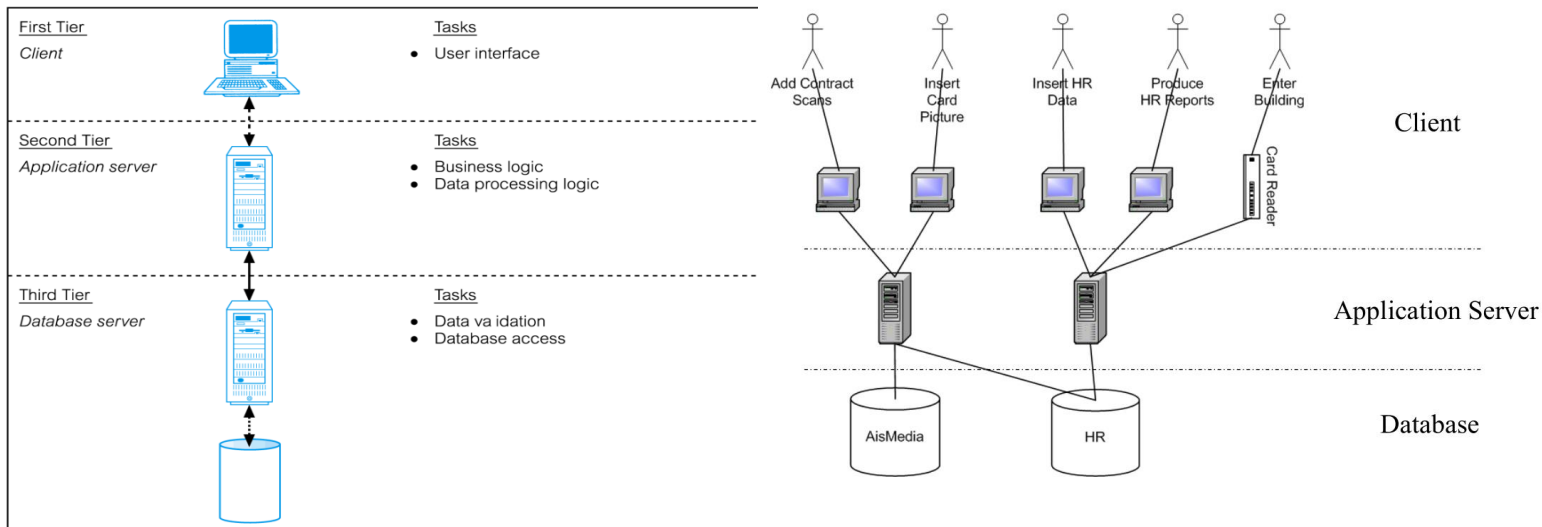 First Tier
Client
Tasks
● User interface
Second Tier
Application server
Tasks
● Business logic
● Data processing logic
Third Tier
Database server
Tasks
● Data va idation
● Database access
Add Contract
Scans
Insert
Card
Picture
Insert HR
Data
Produce
HR Reports
Enter
Building
Client
Card Reader
Application Server
AisMedia
HR
Database